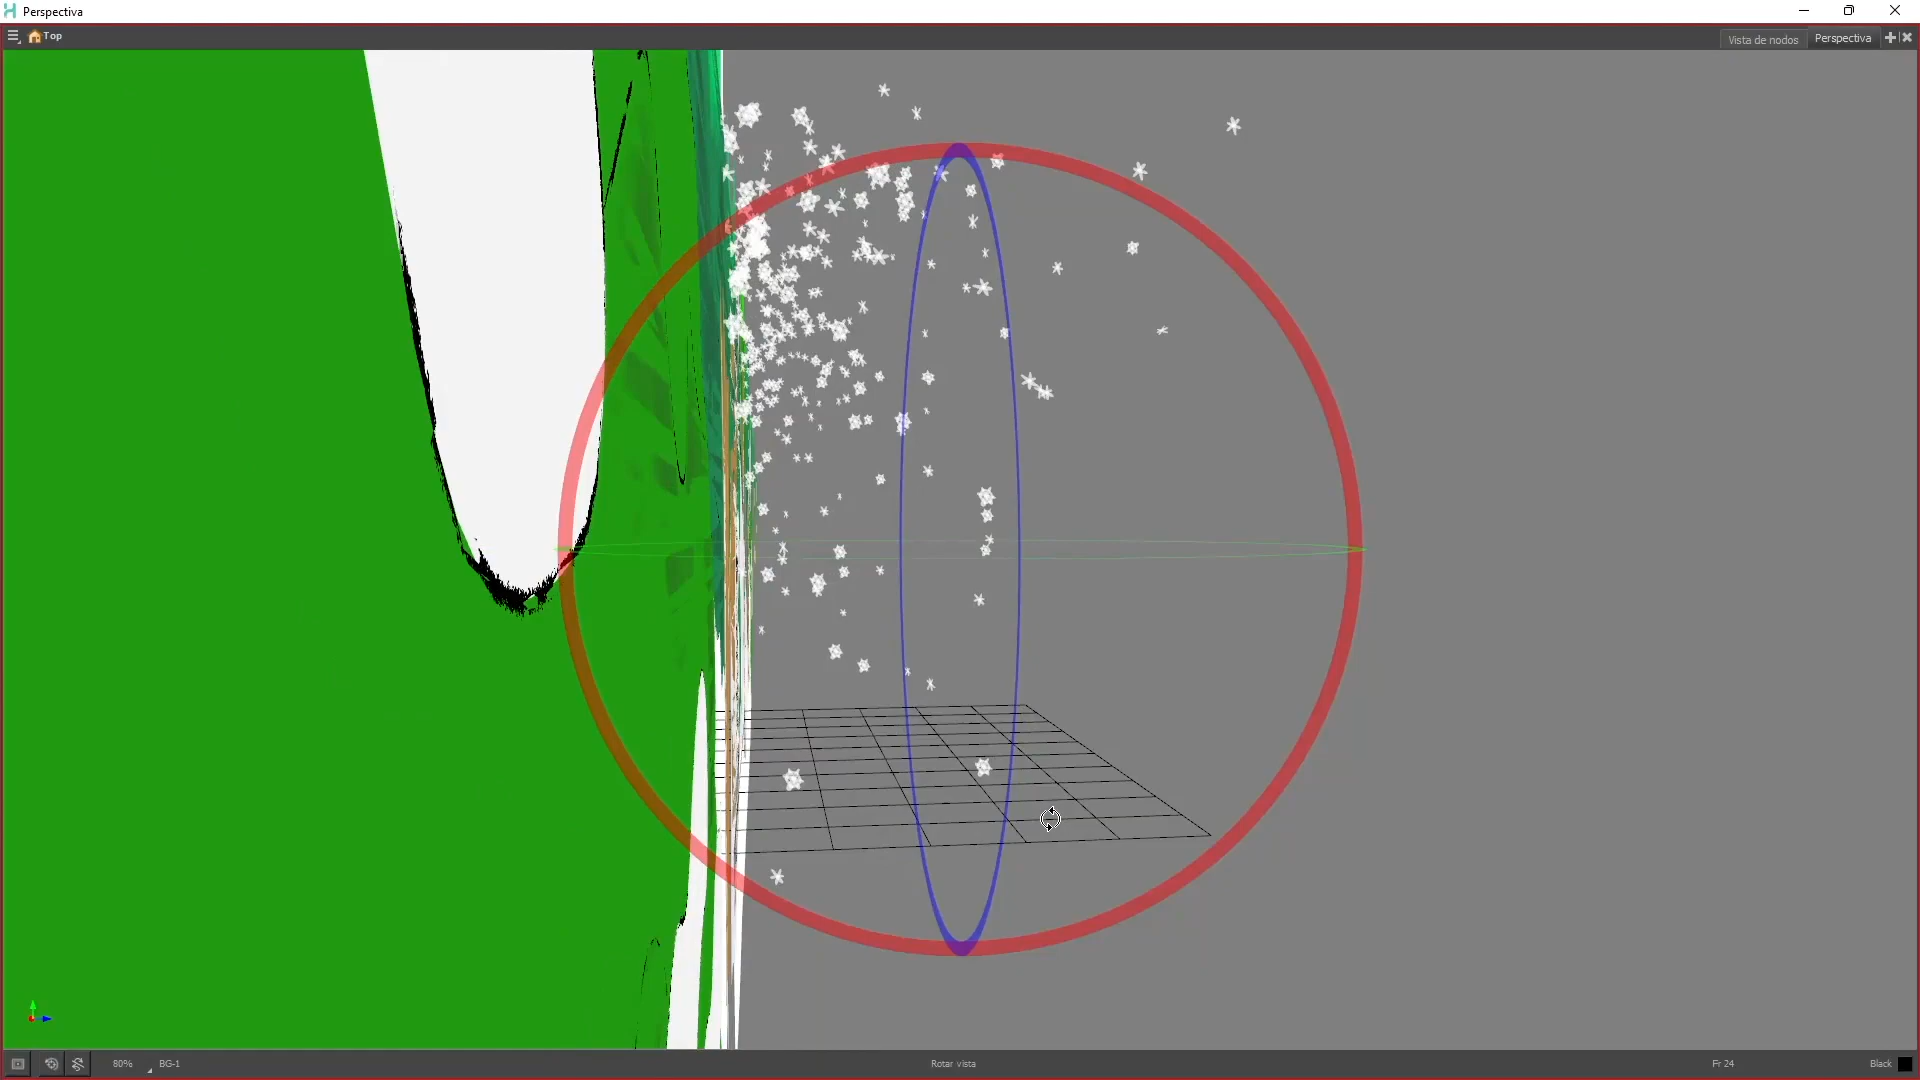 Perspectiva
Top
Vista de nodos
Perspectiva
80%
BG-1
Rotar vista
Fr 24
Black